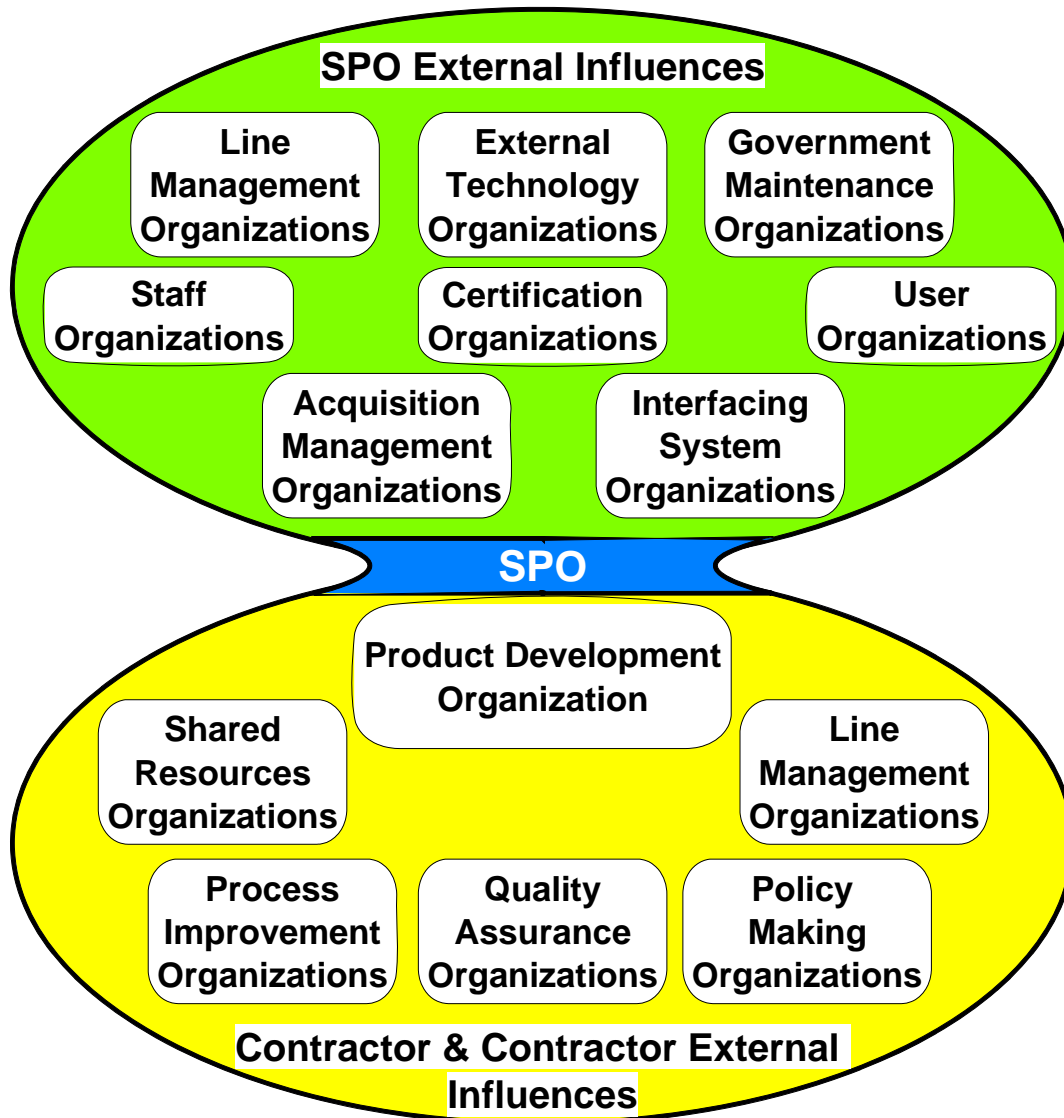 SPO External Influences
Line
Management
Organizations
External
Technology
Organizations
Government
Maintenance
Organizations
Staff
Organizations
Certification
Organizations
User
Organizations
Acquisition
Management
Organizations
Interfacing
System
Organizations
SPO
Product Development
Organization
Shared
Resources
Organizations
Line
Management
Organizations
Process
Improvement
Organizations
Quality
Assurance
Organizations
Policy
Making
Organizations
Contractor & Contractor External
Influences